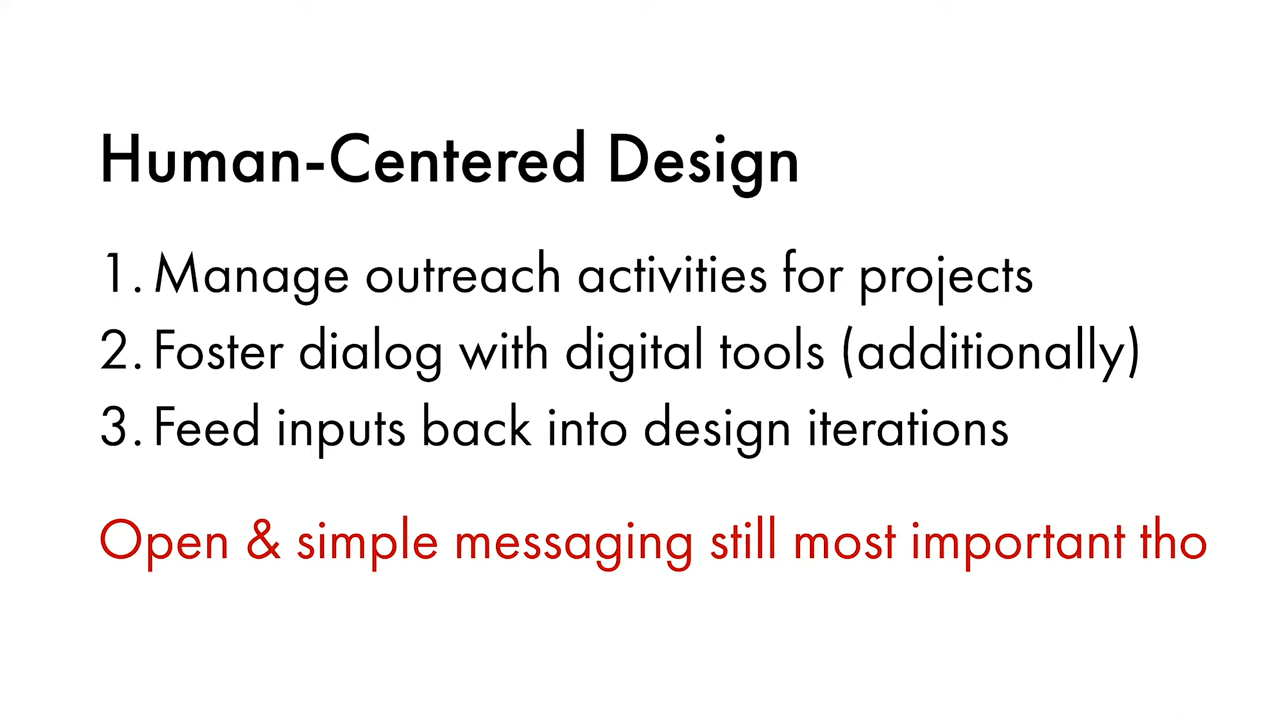 Human-Centered Design
1. Manage outreach activities for projects
2. Foster dialog with digital tools (additionally)
3. Feed inputs back into design iterations
Open & simple messaging still most important tho